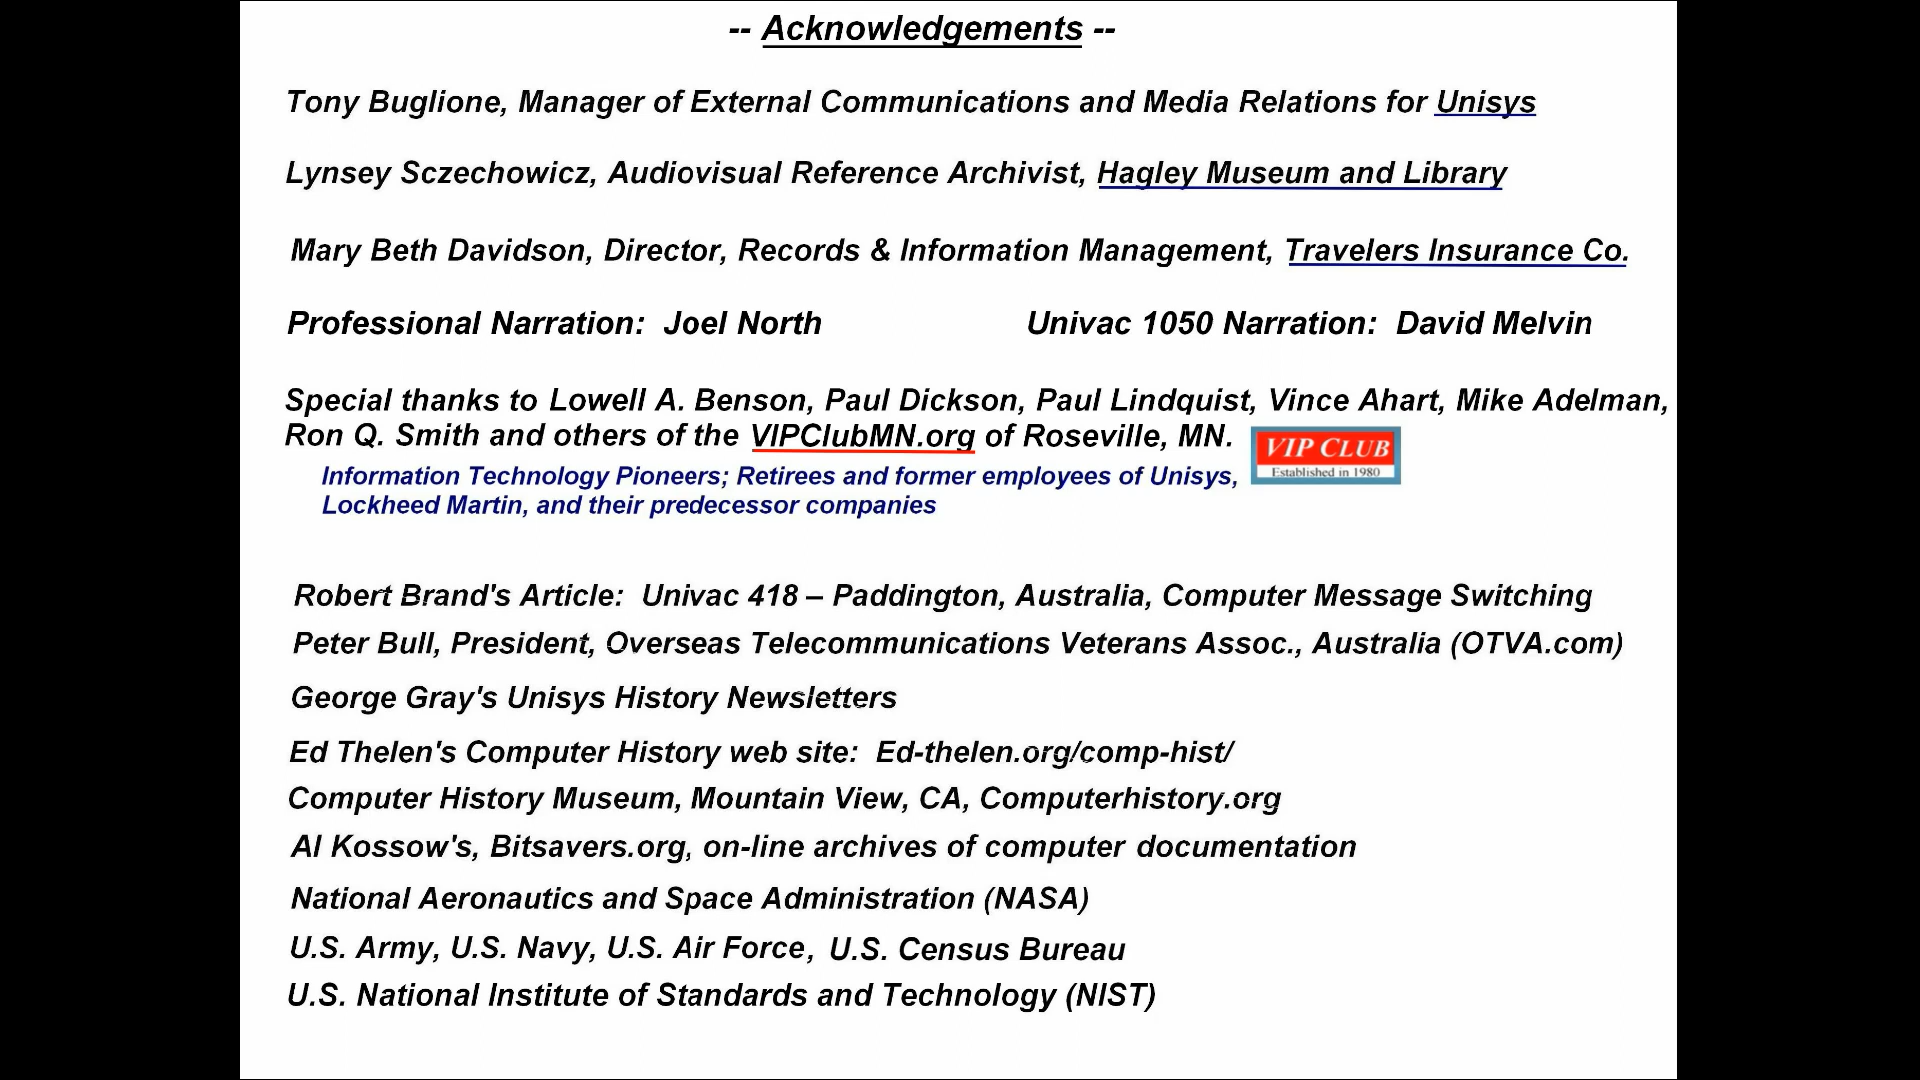 -- Acknowledgements --
Tony Buglione, Manager of External Communications and Media Relations for Unisys
Lynsey Sczechowicz, Audiovisual Reference Archivist, Hagley Museum and Library
Mary Beth Davidson, Director, Records & Information Management, Travelers Insurance Co.
Professional Narration: Joel North Univac 1050 Narration: David Melvin
Special thanks to Lowell A. Benson, Paul Dickson, Paul Lindquist, Vince Ahart, Mike Adelman,
Ron Q. Smith and others of the VIPClubMN.org of Roseville, MN.
VIP CLUB
Established in 1980
Information Technology Pioneers; Retirees and former employees of Unisys,
Lockheed Martin, and their predecessor companies
Robert Brand's Article: Univac 418 – Paddington, Australia, Computer Message Switching
Peter Bull, President, Overseas Telecommunications Veterans Assoc., Australia (OTVA.com)
George Gray's Unisys History Newsletters
Ed Thelen's Computer History web site: Ed-thelen.org/comp-hist/
Computer History Museum, Mountain View, CA, Computerhistory.org
Al Kossow's, Bitsavers.org, on-line archives of computer documentation
National Aeronautics and Space Administration (NASA)
U.S. Army, U.S. Navy, U.S. Air Force, U.S. Census Bureau
U.S. National Institute of Standards and Technology (NIST)